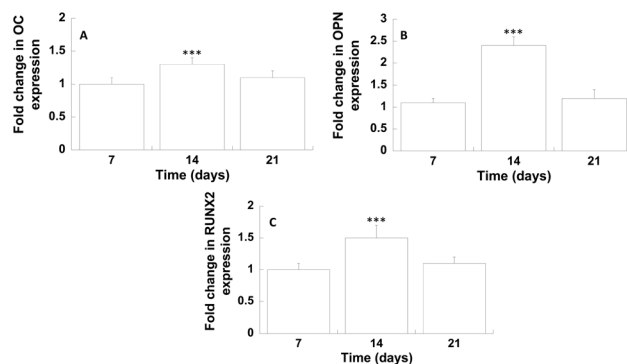 A
Fold change in OC
expression
2
1.5
1
0.5
0
***
7 14 21
Time (days)
B
Fold change in OPN
expression
3
2.5
2
1.5
1
0.5
0
***
7 14 21
Time (days)
C
Fold change in RUNX2
expression
2
1.5
1
0.5
0
***
7 14 21
Time (days)